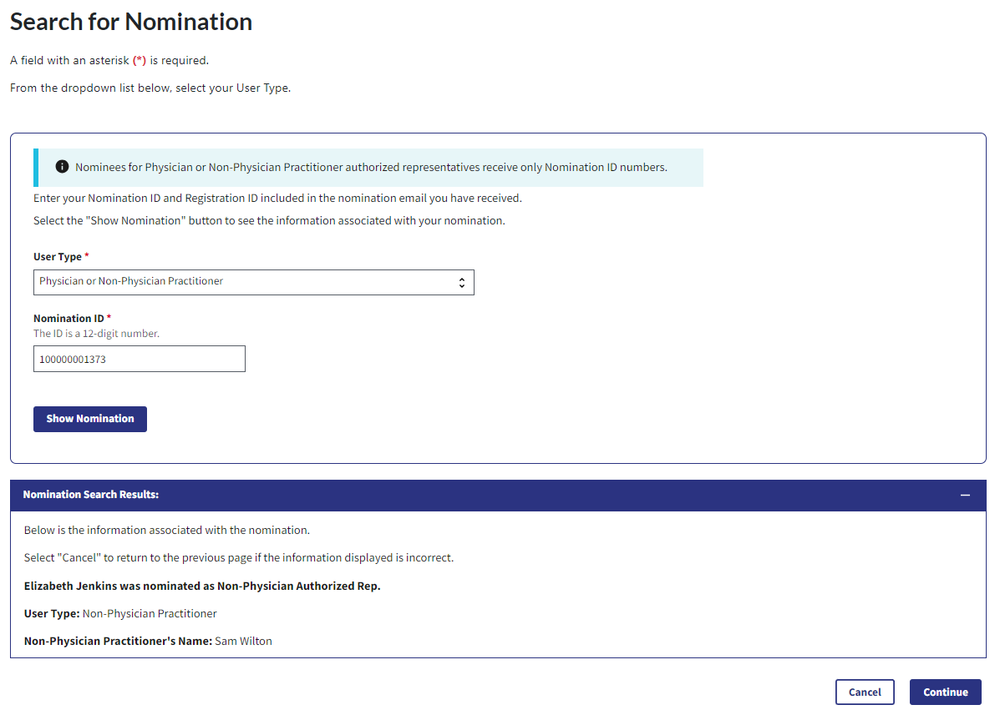 Search for Nomination
A field with an asterisk (*) is required.
From the dropdown list below, select your User Type.
Nominees for Physician or Non-Physician Practitioner authorized representatives receive only Nomination ID numbers.
Enter your Nomination ID and Registration ID included in the nomination email you have received.
Select the "Show Nomination" button to see the information associated with your nomination.
User Type *
Physician or Non-Physician Practitioner
Nomination ID *
The ID is a 12-digit number.
100000001373
Show Nomination
Nomination Search Results:
Below is the information associated with the nomination.
Select "Cancel" to return to the previous page if the information displayed is incorrect.
Elizabeth Jenkins was nominated as Non-Physician Authorized Rep.
User Type: Non-Physician Practitioner
Non-Physician Practitioner's Name: Sam Wilton
Cancel Continue